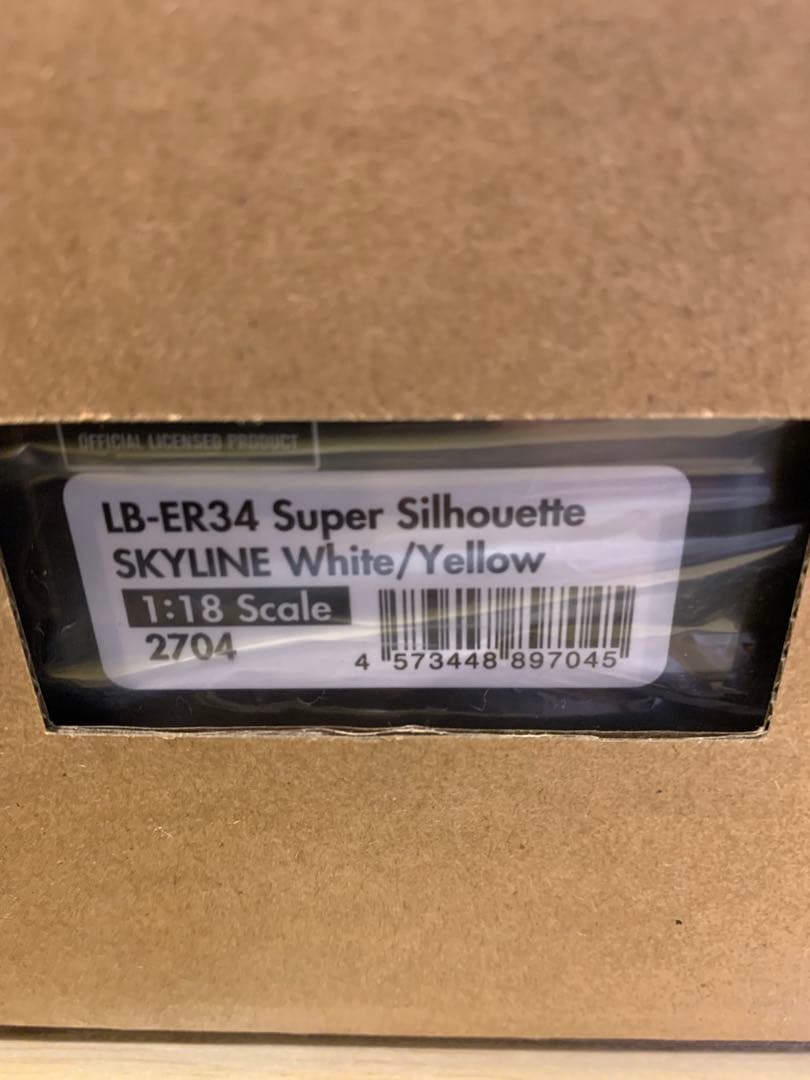 OFFICIAL LICENSED PRODUCT
LB-ER34 Super Silhouette
SKYLINE White/Yellow
1:18 Scale
2704
4 573448 897045